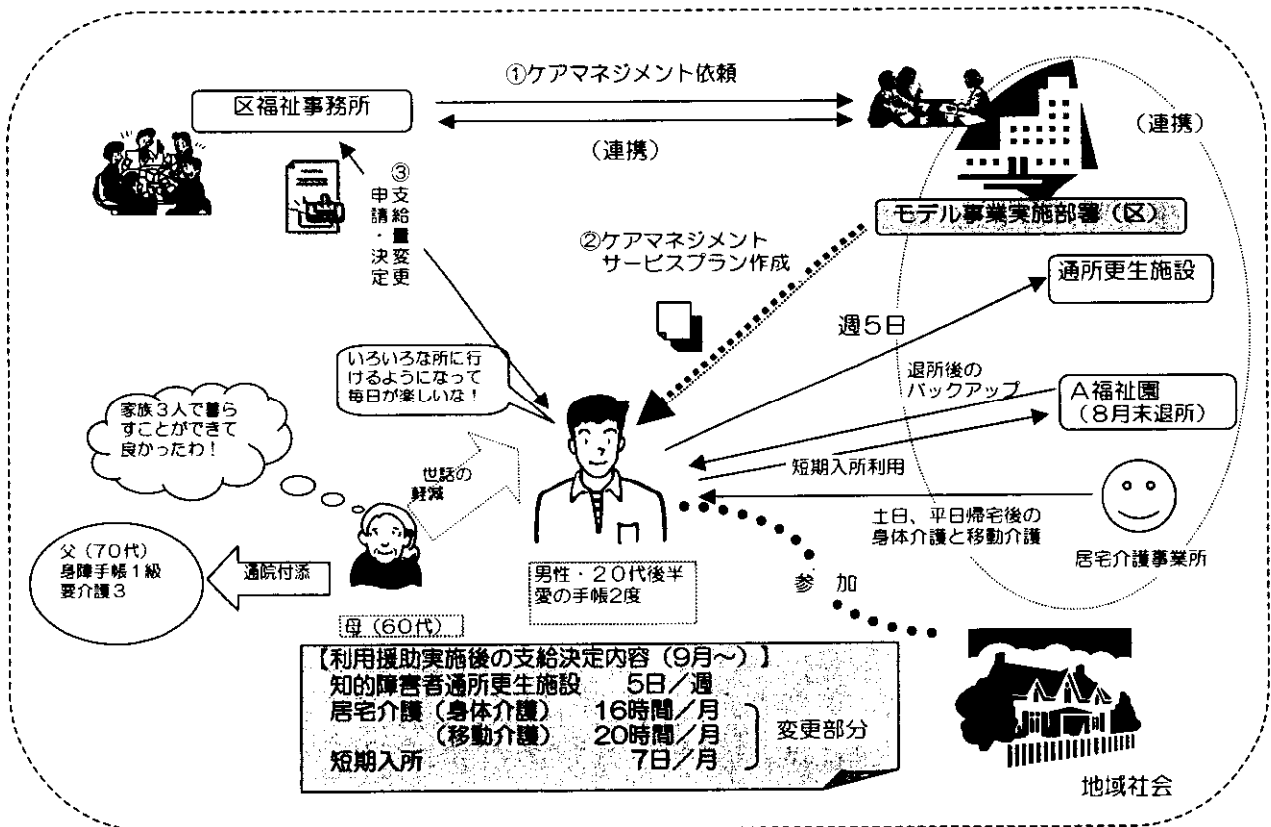 ①ケアマネジメント依頼
区福祉事務所
（連携）
（連携）
モデル事業実施部署（区）
③支給量変更
申請・決定
②ケアマネジメント
サービスプラン作成
通所更生施設
週5日
いろいろな所に行
けるようになって
毎日が楽しいな！
退所後の
バックアップ
A福祉園
（8月末退所）
家族3人で暮ら
すことができて
良かったわ！
世話の
軽減
短期入所利用
土日、平日帰宅後の
身体介護と移動介護
居宅介護事業所
父（70代）
身障手帳1級
要介護3
通院付添
男性・20代後半
愛の手帳2度
参加
母（60代）
【利用援助実施後の支給決定内容（9月～）】
知的障害者通所更生施設 5日／週
居宅介護（身体介護） 16時間／月
（移動介護） 20時間／月
変更部分
短期入所 7日／月
地域社会